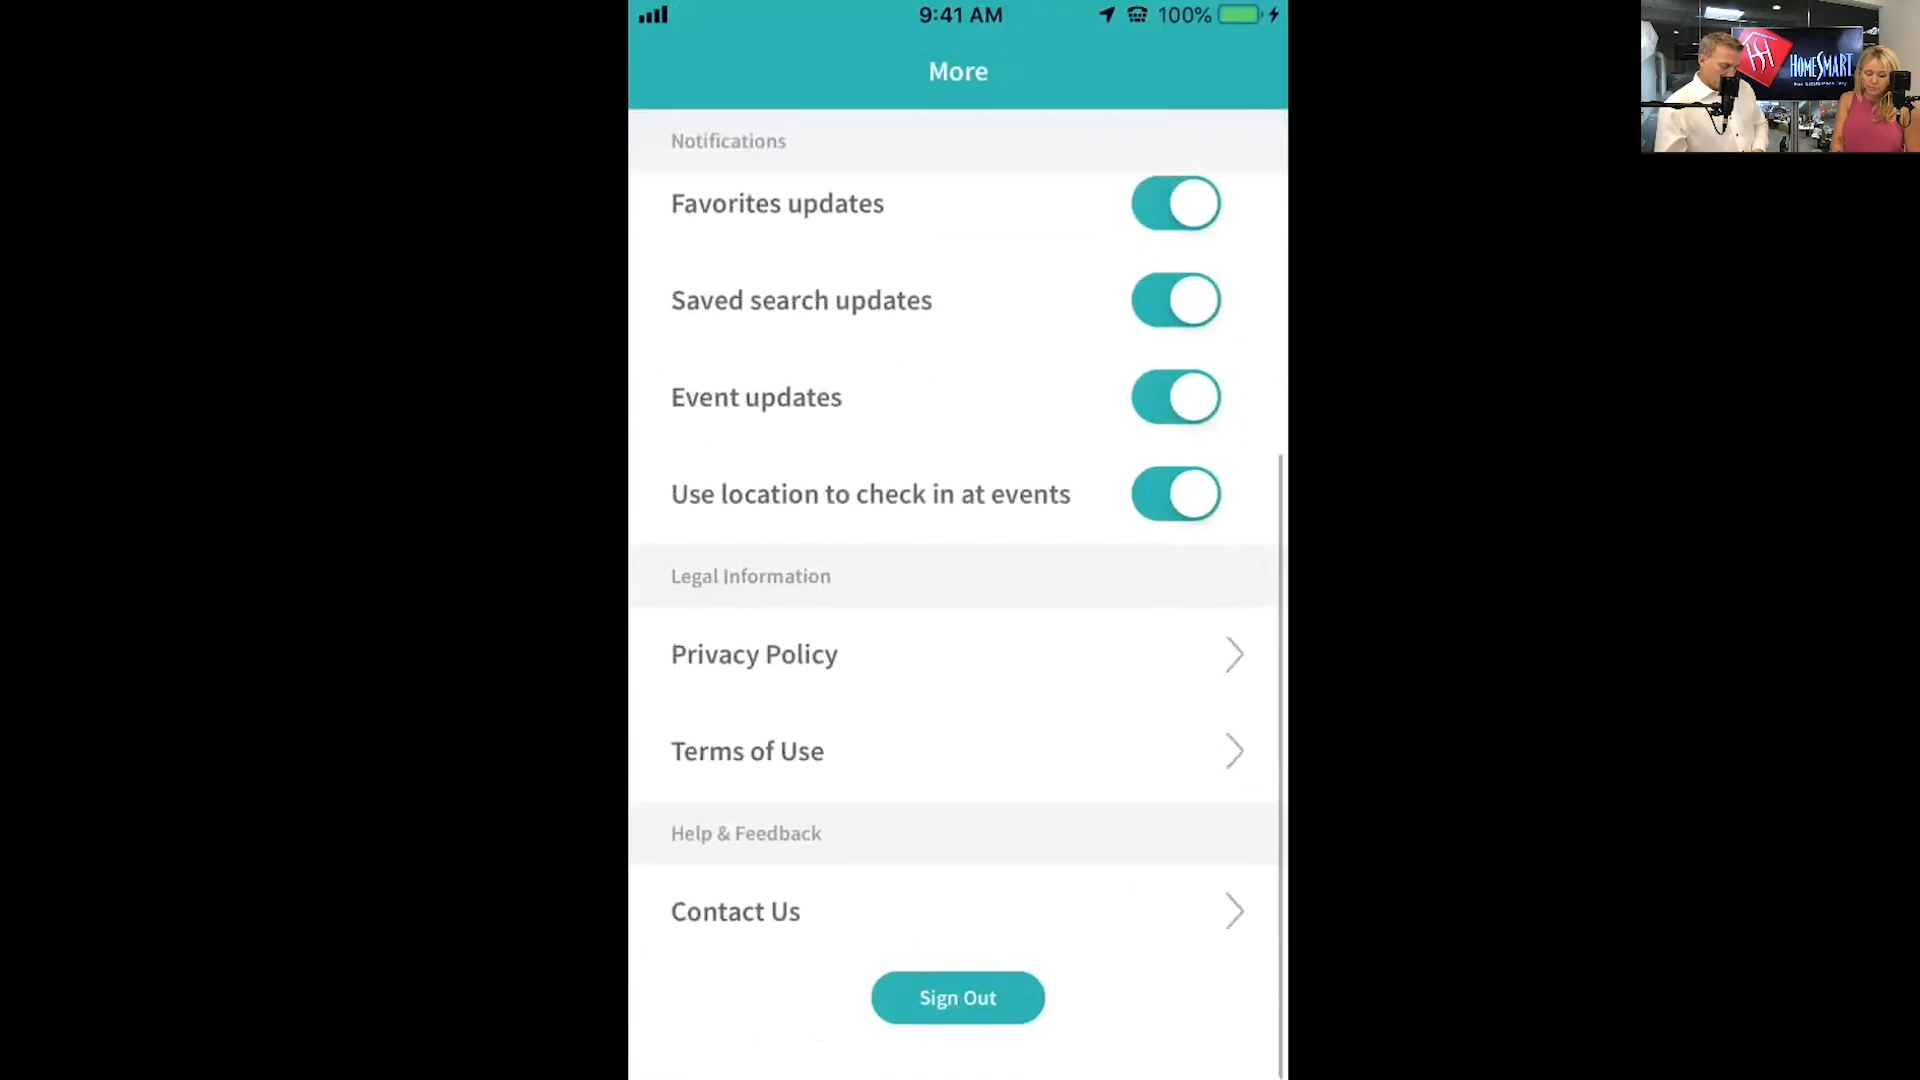 9:41 AM
100%
More
Notifications
Favorites updates
Saved search updates
Event updates
Use location to check in at events
Legal Information
Privacy Policy
Terms of Use
Help & Feedback
Contact Us
Sign Out
HOMESMART